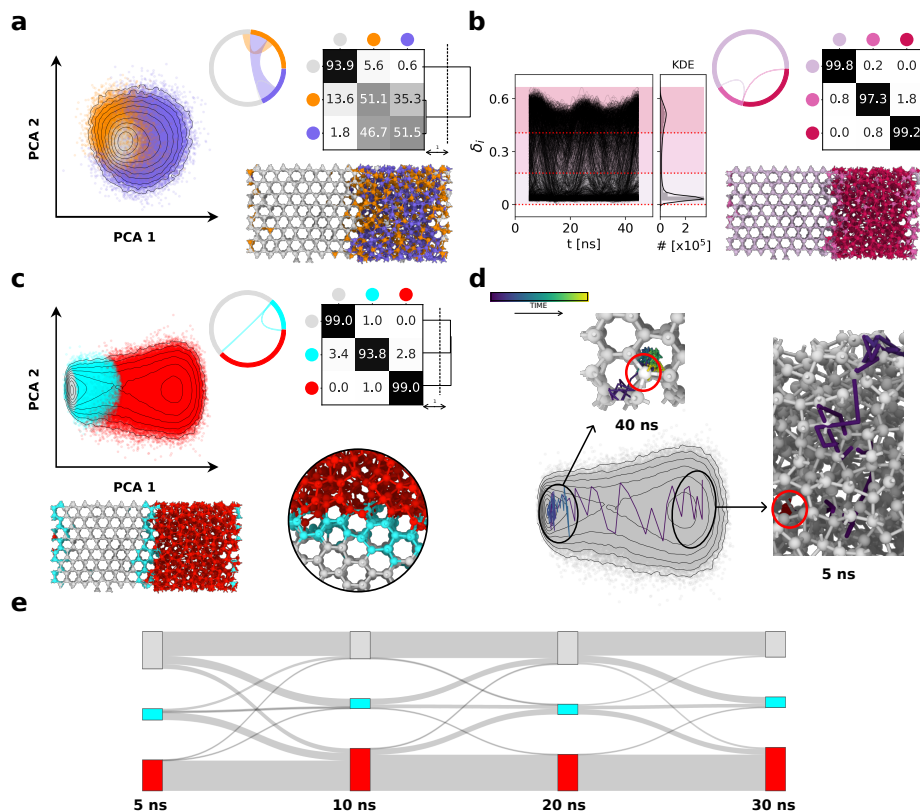 a
PCA 2
PCA 1
93.9 5.6 0.6
13.6 51.1 35.3
1.8 46.7 51.5
1
b
δi
0.6
0.3
0
0 20 40
t [ns]
KDE
0 2
# [x10⁵]
99.8 0.2 0.0
0.8 97.3 1.8
0.0 0.8 99.2
c
PCA 2
PCA 1
99.0 1.0 0.0
3.4 93.8 2.8
0.0 1.0 99.0
1
d
TIME
40 ns
5 ns
e
5 ns 10 ns 20 ns 30 ns